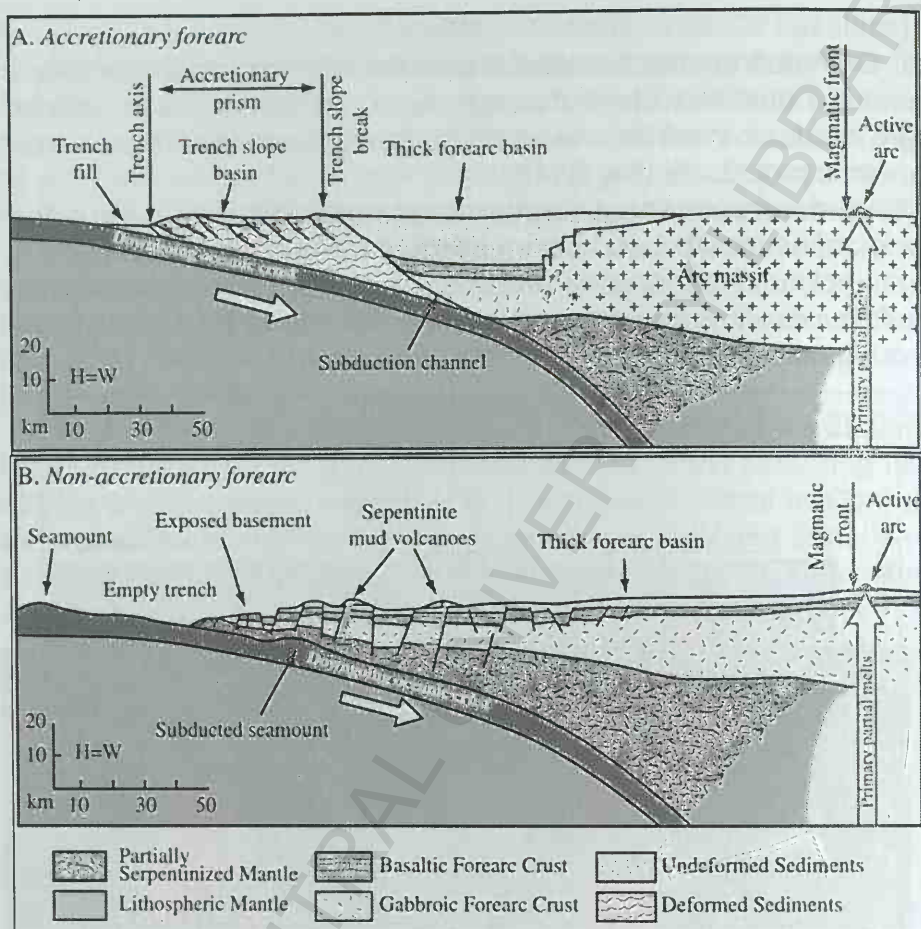 A. Accretionary forearc
Trench axis
Accretionary
prism
Trench slope
break
Magmatic front
Active
arc
Trench
fill
Trench slope
basin
Thick forearc basin
Arc massif
Subduction channel
Primary partial melts
20
10
H=W
km 10 30 50
B. Non-accretionary forearc
Seamount
Exposed basement
Sepentinite
mud volcanoes
Thick forearc basin
Magmatic
front
Active
arc
Empty trench
Subducted seamount
Primary partial melts
20
10
H=W
km 10 30 50
Partially
Serpentinized Mantle
Basaltic Forearc Crust
Undeformed Sediments
Lithospheric Mantle
Gabbroic Forearc Crust
Deformed Sediments
NTRAL UNIVER
Y LIBRAR